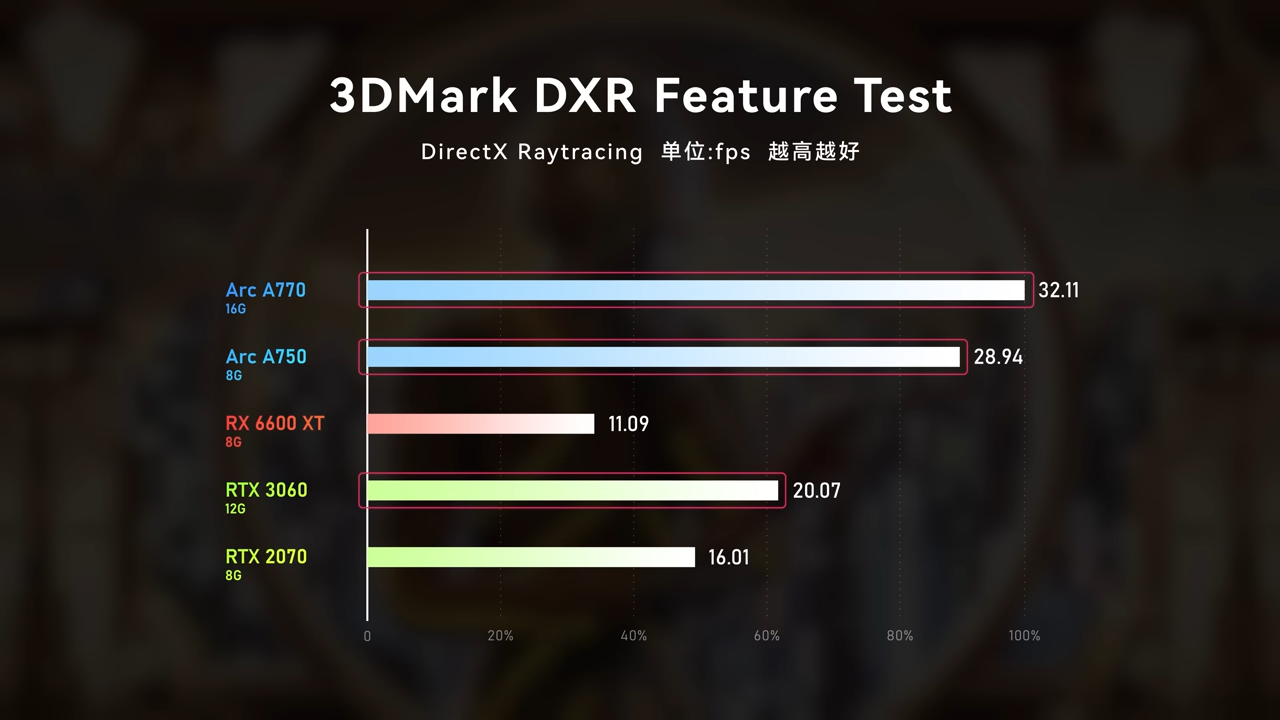 3DMark DXR Feature Test
DirectX Raytracing 单位:fps 越高越好
Arc A770 32.11
16G
Arc A750 28.94
8G
RX 6600 XT 11.09
8G
RTX 3060 20.07
12G
RTX 2070 16.01
8G
0 20% 40% 60% 80% 100%